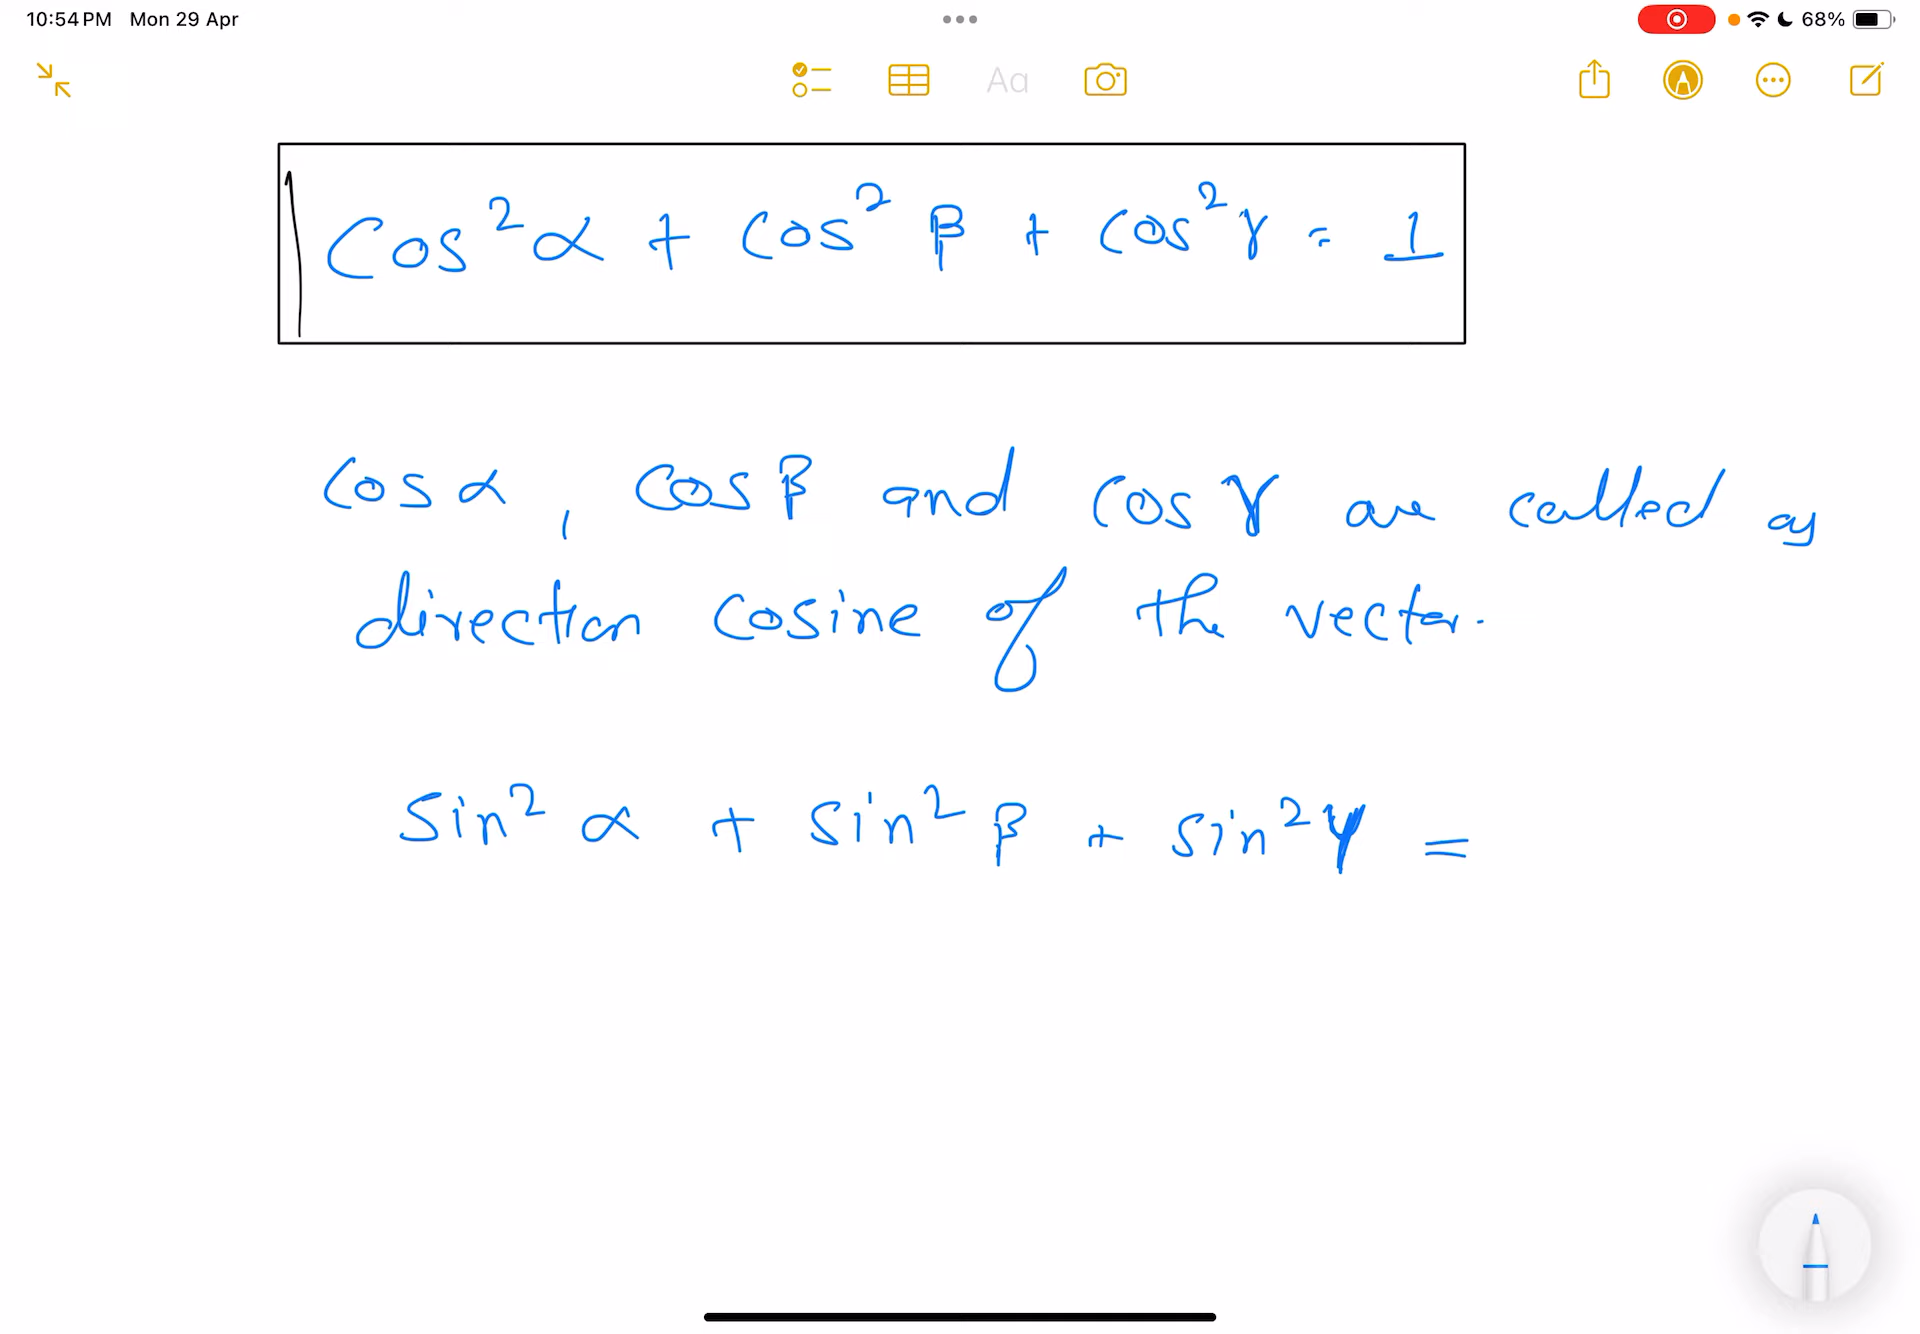 10:54 PM Mon 29 Apr 68%
Aa
Cos²α + Cos²β + Cos²γ = 1
Cos α, Cos β and Cos γ are called as
direction Cosine of the vector.
Sin²α + Sin²β + Sin²γ =